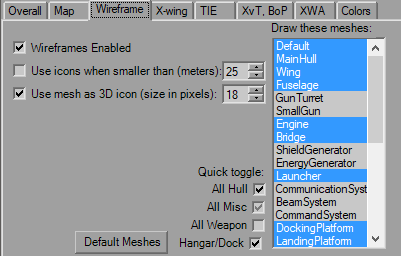 Overall Map Wireframe X-wing TIE XvT, BoP XWA Colors
Draw these meshes:
Wireframes Enabled
Use icons when smaller than (meters): 25
Use mesh as 3D icon (size in pixels): 18
Default
MainHull
Wing
Fuselage
GunTurret
SmallGun
Engine
Bridge
ShieldGenerator
EnergyGenerator
Launcher
CommunicationSyst
BeamSystem
CommandSystem
DockingPlatform
LandingPlatform
Quick toggle:
All Hull
All Misc
All Weapon
Hangar/Dock
Default Meshes